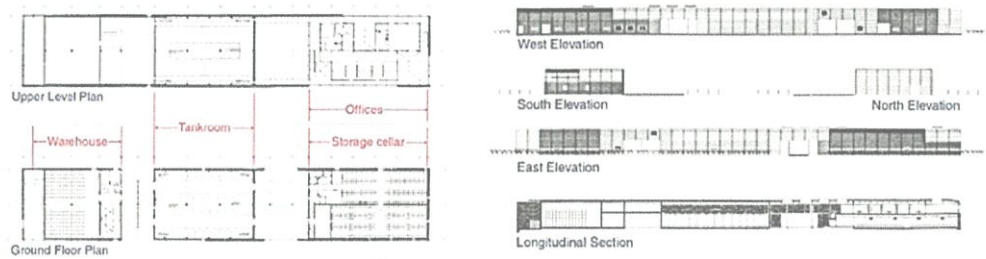 Upper Level Plan
Offices
Tankroom
Warehouse
Storage cellar
Ground Floor Plan
West Elevation
South Elevation
North Elevation
East Elevation
Longitudinal Section